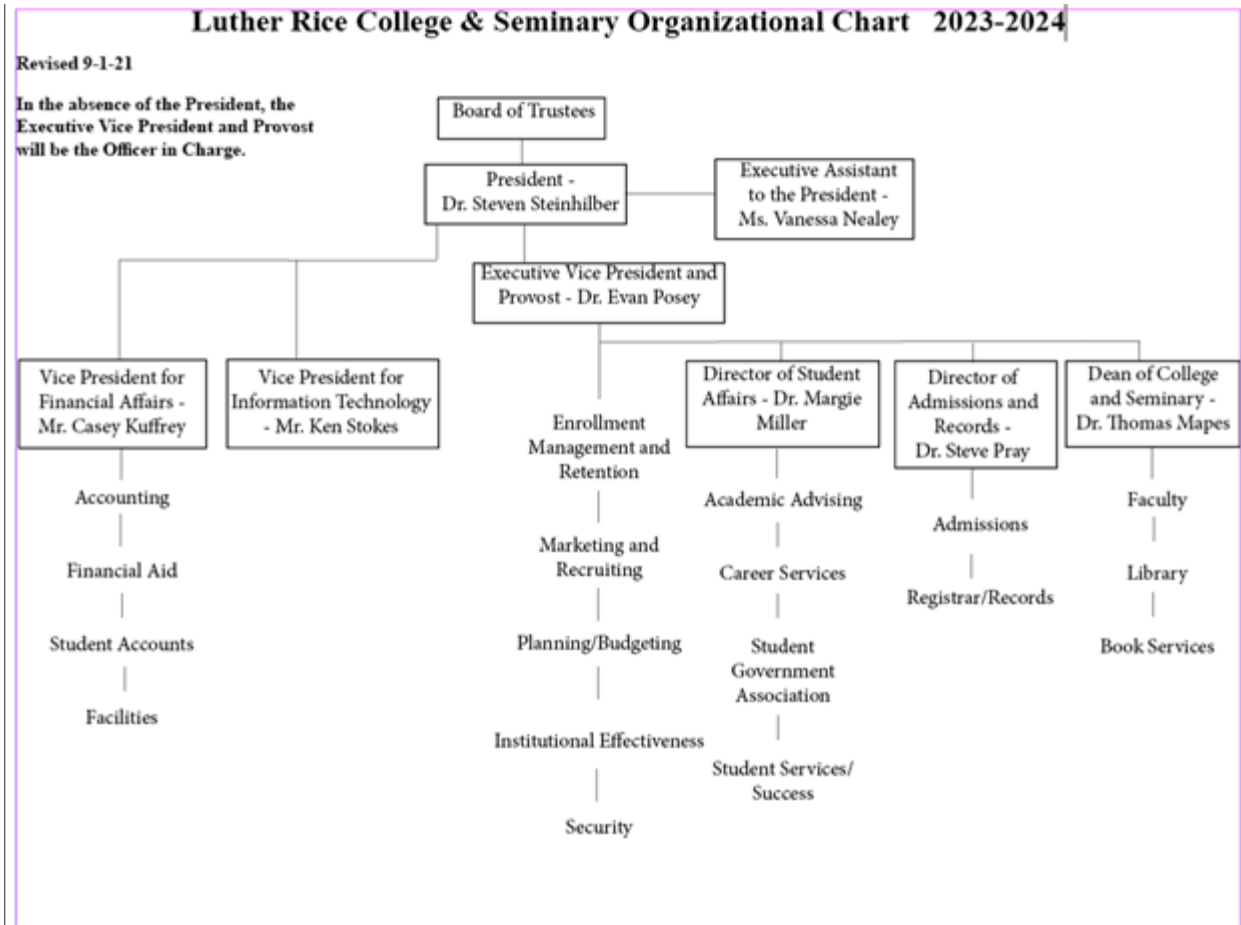 Luther Rice College & Seminary Organizational Chart 2023-2024
Revised 9-1-21
In the absence of the President, the
Executive Vice President and Provost
will be the Officer in Charge.
Board of Trustees
President -
Dr. Steven Steinhilber
Executive Assistant
to the President -
Ms. Vanessa Nealey
Executive Vice President and
Provost - Dr. Evan Posey
Vice President for
Financial Affairs -
Mr. Casey Kuffrey
Accounting
Financial Aid
Student Accounts
Facilities
Vice President for
Information Technology
- Mr. Ken Stokes
Enrollment
Management and
Retention
Marketing and
Recruiting
Planning/Budgeting
Institutional Effectiveness
Security
Director of Student
Affairs - Dr. Margie
Miller
Academic Advising
Career Services
Student
Government
Association
Student Services/
Success
Director of
Admissions and
Records -
Dr. Steve Pray
Admissions
Registrar/Records
Dean of College
and Seminary -
Dr. Thomas Mapes
Faculty
Library
Book Services